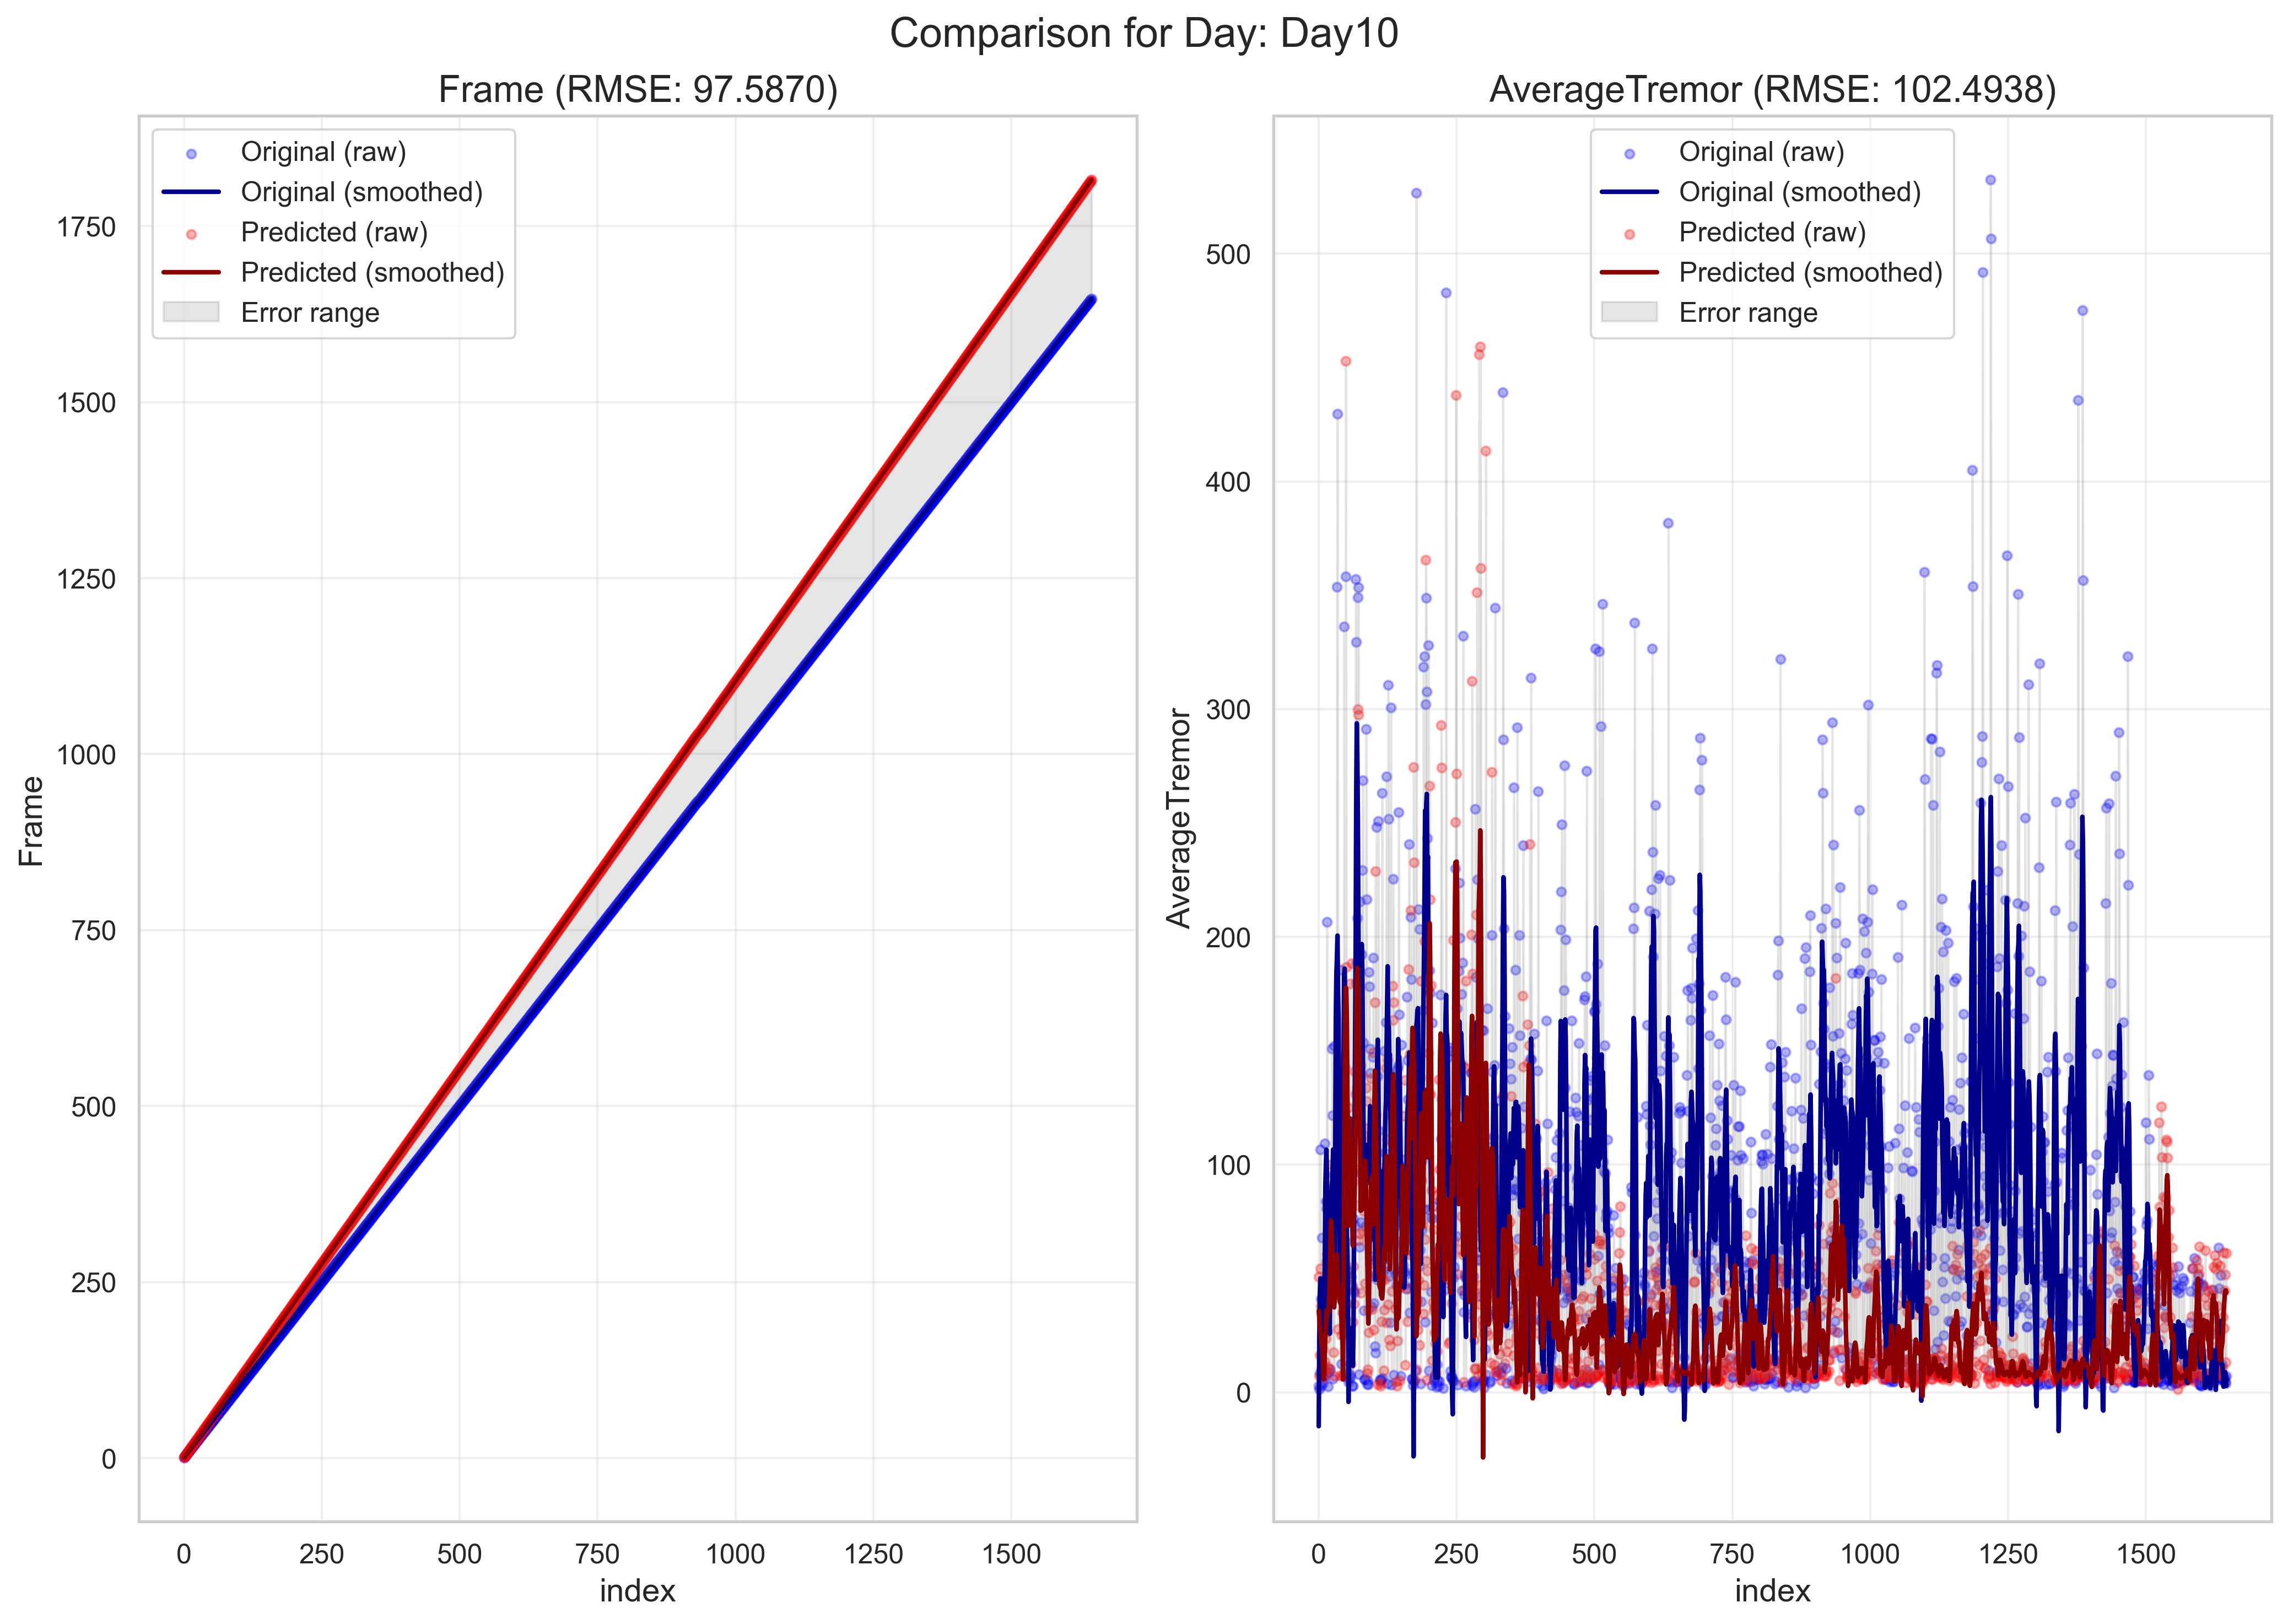 Comparison for Day: Day10
Frame (RMSE: 97.5870)
Original (raw)
Original (smoothed)
Predicted (raw)
Predicted (smoothed)
Error range
Frame
1750
1500
1250
1000
750
500
250
0
0 250 500 750 1000 1250 1500
index
AverageTremor (RMSE: 102.4938)
Original (raw)
Original (smoothed)
Predicted (raw)
Predicted (smoothed)
Error range
AverageTremor
500
400
300
200
100
0
0 250 500 750 1000 1250 1500
index